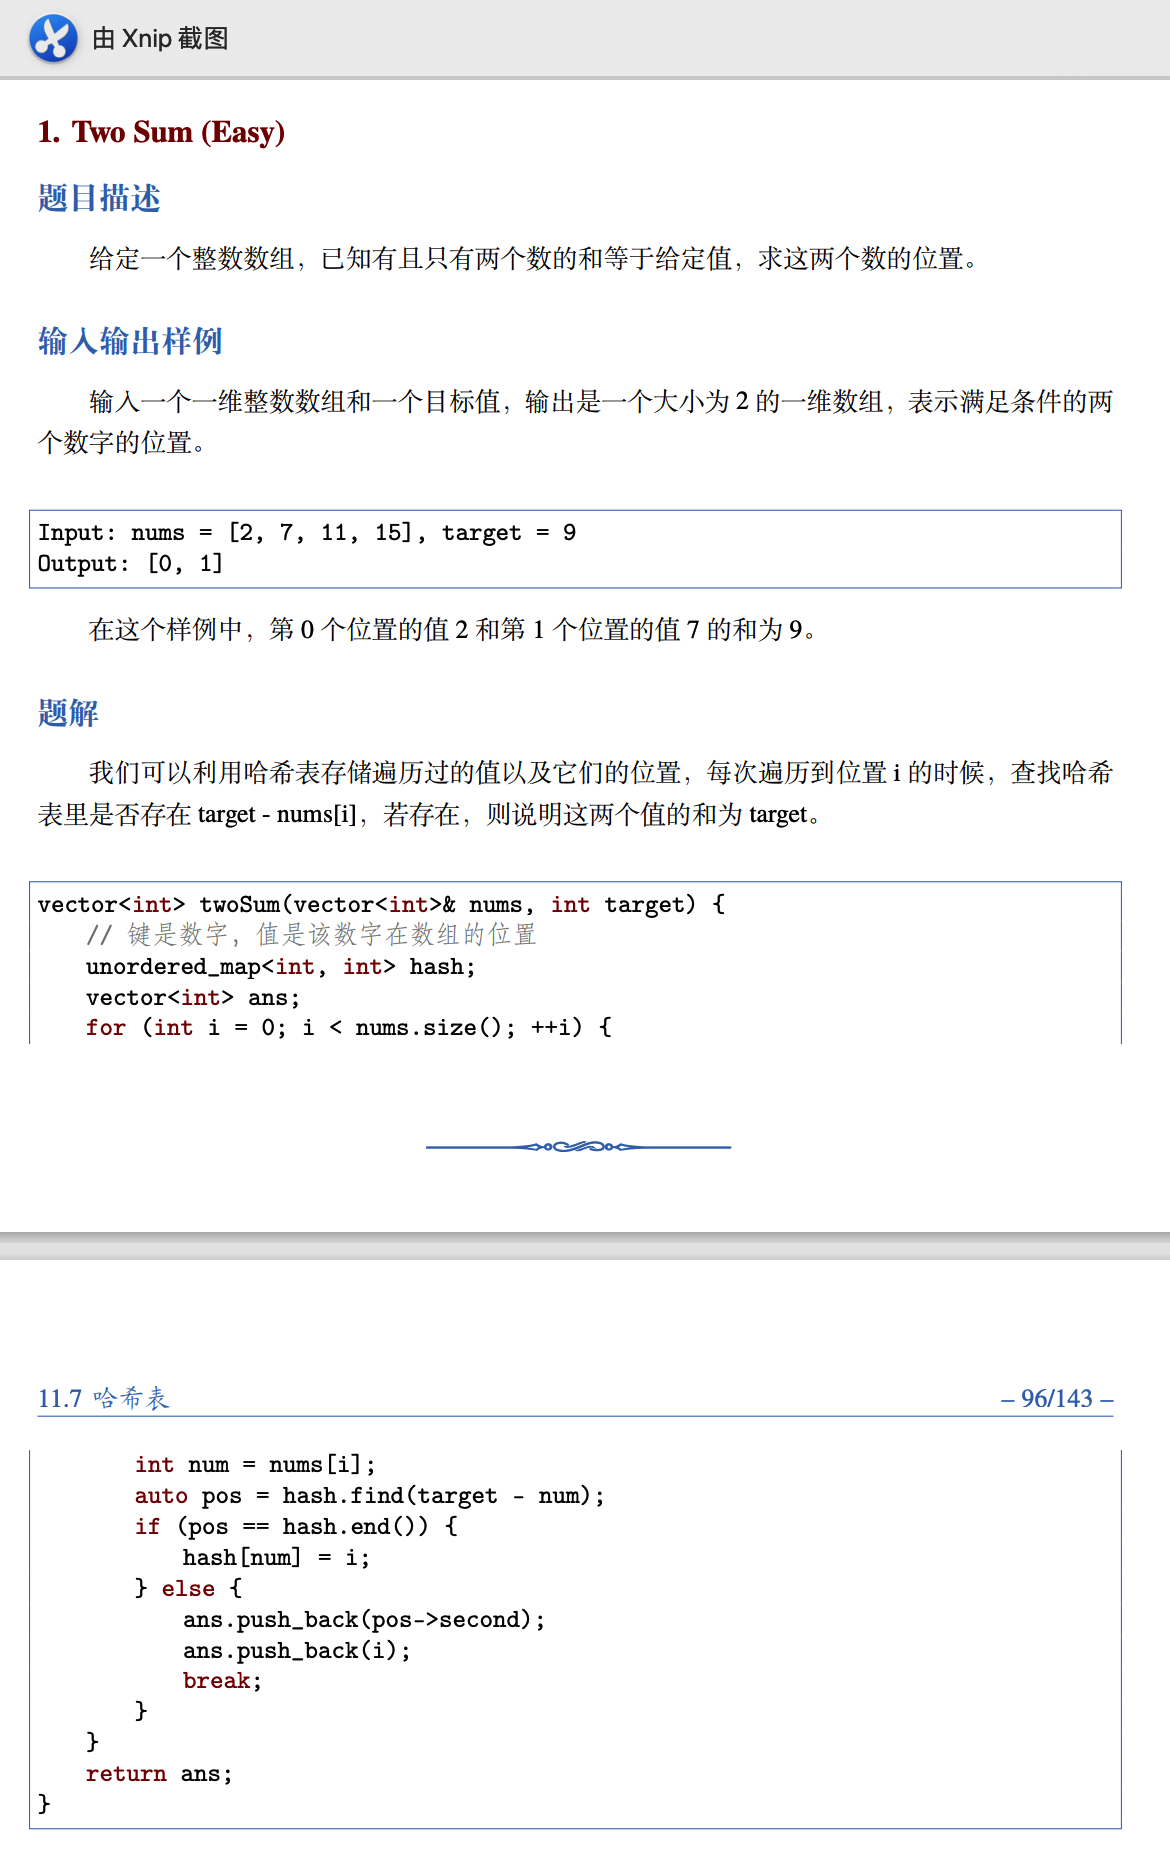 由 Xnip 截图
1. Two Sum (Easy)
题目描述
给定一个整数数组，已知有且只有两个数的和等于给定值，求这两个数的位置。
输入输出样例
输入一个一维整数数组和一个目标值，输出是一个大小为 2 的一维数组，表示满足条件的两
个数字的位置。
Input: nums = [2, 7, 11, 15], target = 9
Output: [0, 1]
在这个样例中，第 0 个位置的值 2 和第 1 个位置的值 7 的和为 9。
题解
我们可以利用哈希表存储遍历过的值以及它们的位置，每次遍历到位置 i 的时候，查找哈希
表里是否存在 target - nums[i]，若存在，则说明这两个值的和为 target。
vector<int> twoSum(vector<int>& nums, int target) {
    // 键是数字，值是该数字在数组的位置
    unordered_map<int, int> hash;
    vector<int> ans;
    for (int i = 0; i < nums.size(); ++i) {
11.7 哈希表 – 96/143 –
        int num = nums[i];
        auto pos = hash.find(target - num);
        if (pos == hash.end()) {
            hash[num] = i;
        } else {
            ans.push_back(pos->second);
            ans.push_back(i);
            break;
        }
    }
    return ans;
}